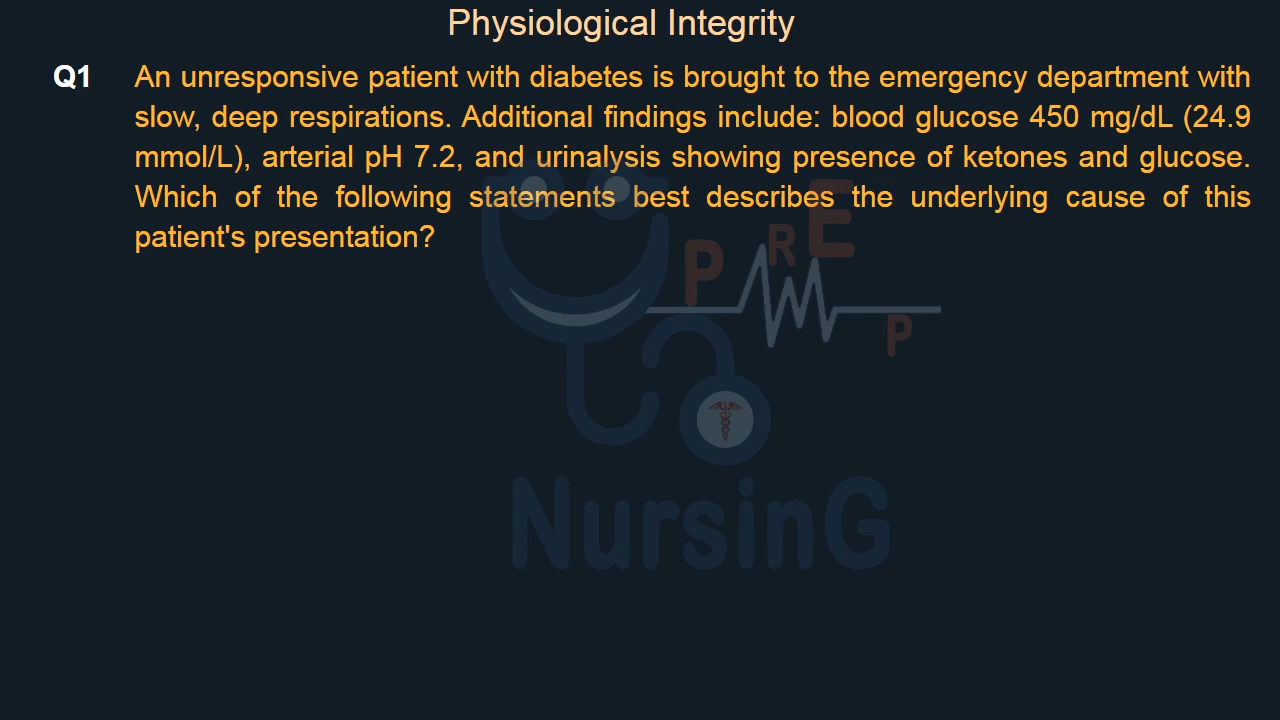 Physiological Integrity
Q1 An unresponsive patient with diabetes is brought to the emergency department with
slow, deep respirations. Additional findings include: blood glucose 450 mg/dL (24.9
mmol/L), arterial pH 7.2, and urinalysis showing presence of ketones and glucose.
Which of the following statements best describes the underlying cause of this
patient's presentation?
PREP
NursinG